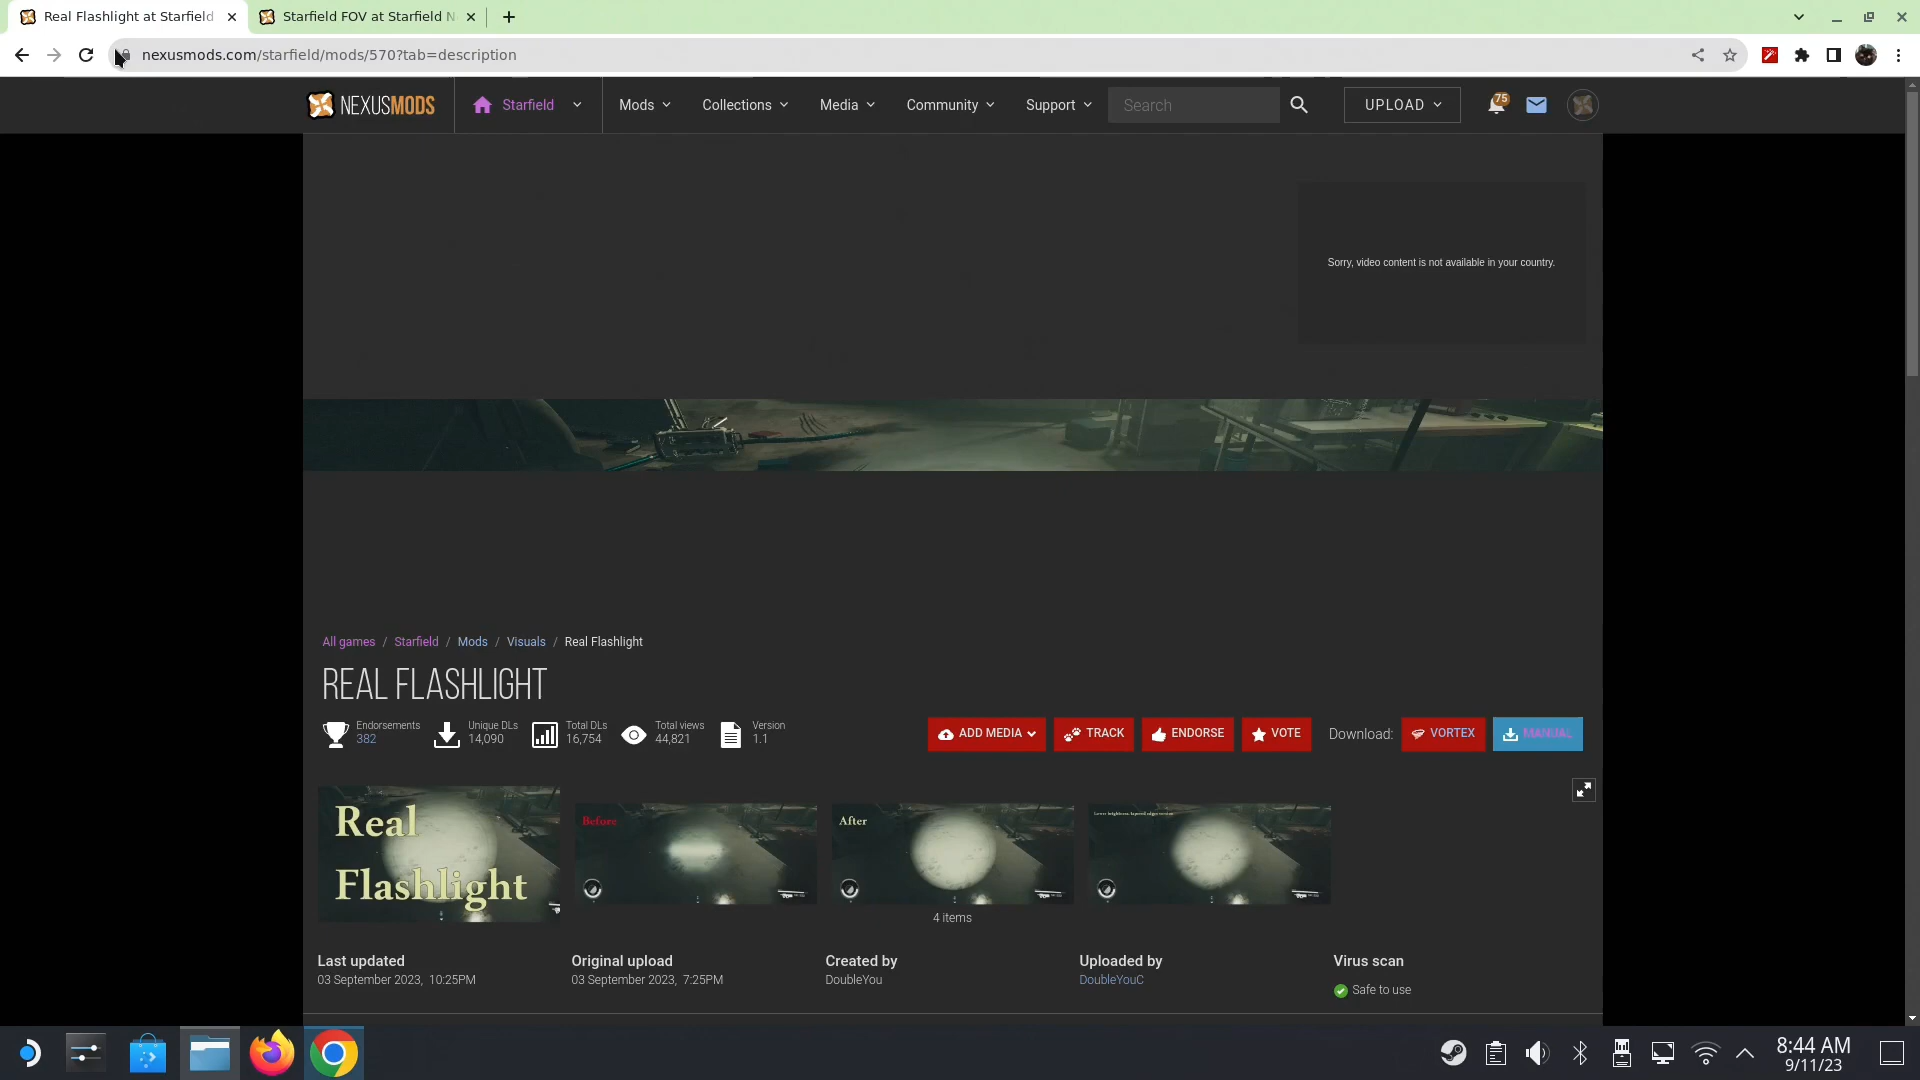 Real Flashlight at Starfield
Starfield FOV at Starfield N
nexusmods.com/starfield/mods/570?tab=description
NEXUSMODS
Starfield
Mods
Collections
Media
Community
Support
Search
UPLOAD
75
Sorry, video content is not available in your country.
All games / Starfield / Mods / Visuals / Real Flashlight
REAL FLASHLIGHT
Endorsements
382
Unique DLs
14,090
Total DLs
16,754
Total views
44,821
Version
1.1
ADD MEDIA
TRACK
ENDORSE
VOTE
Download:
VORTEX
MANUAL
Real
Flashlight
Before
After
Lower brightness, tapered edges version
4 items
Last updated
03 September 2023, 10:25PM
Original upload
03 September 2023, 7:25PM
Created by
DoubleYou
Uploaded by
DoubleYouC
Virus scan
Safe to use
8:44 AM
9/11/23